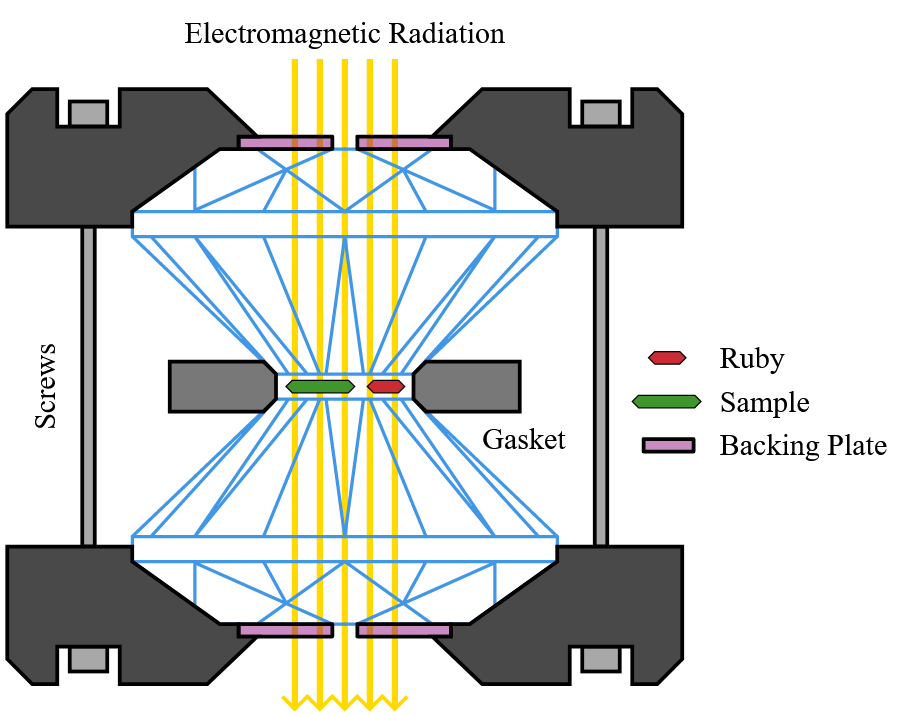 Electromagnetic Radiation
Screws
Ruby
Sample
Gasket
Backing Plate